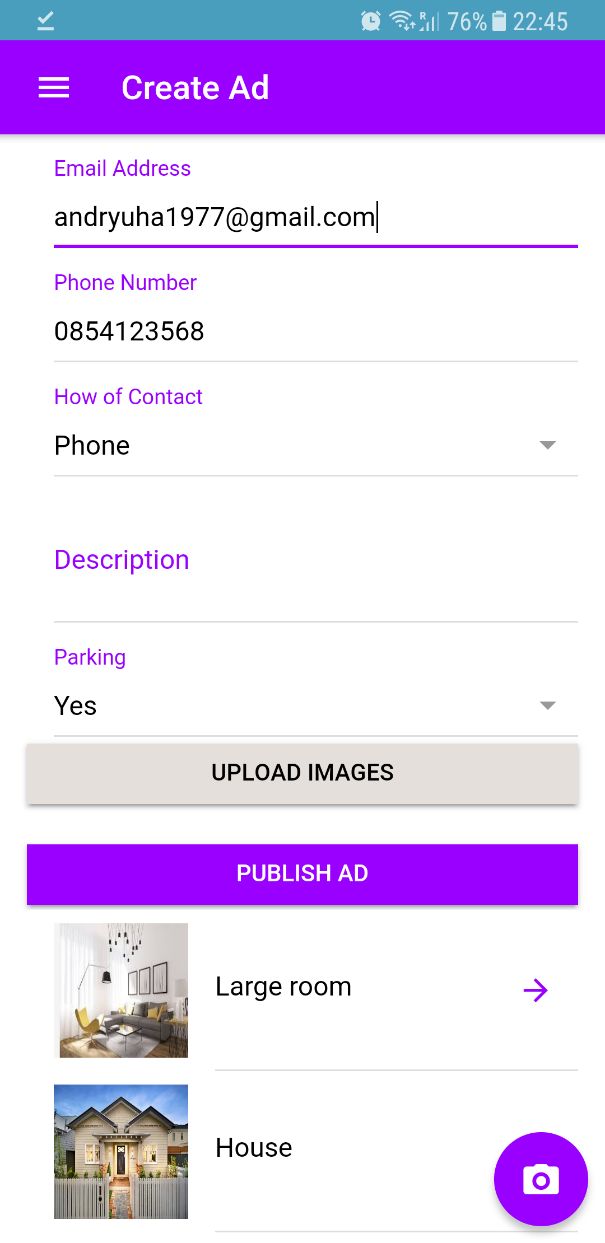 R 76% 22:45
Create Ad
Email Address
andryuha1977@gmail.com
Phone Number
0854123568
How of Contact
Phone
Description
Parking
Yes
UPLOAD IMAGES
PUBLISH AD
Large room
House